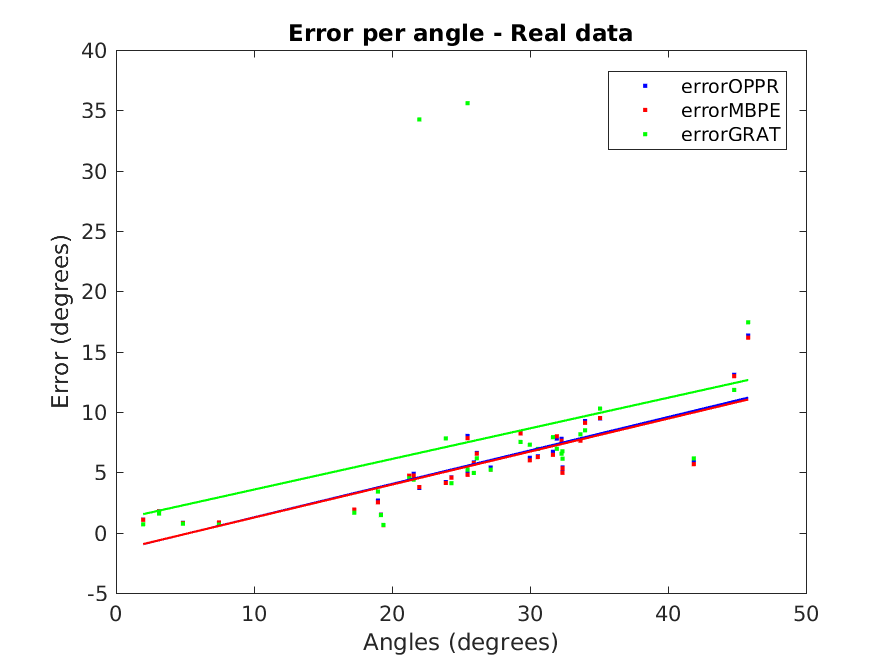 Error per angle - Real data
errorOPPR
errorMBPE
errorGRAT
Error (degrees)
40
35
30
25
20
15
10
5
0
-5
0 10 20 30 40 50
Angles (degrees)